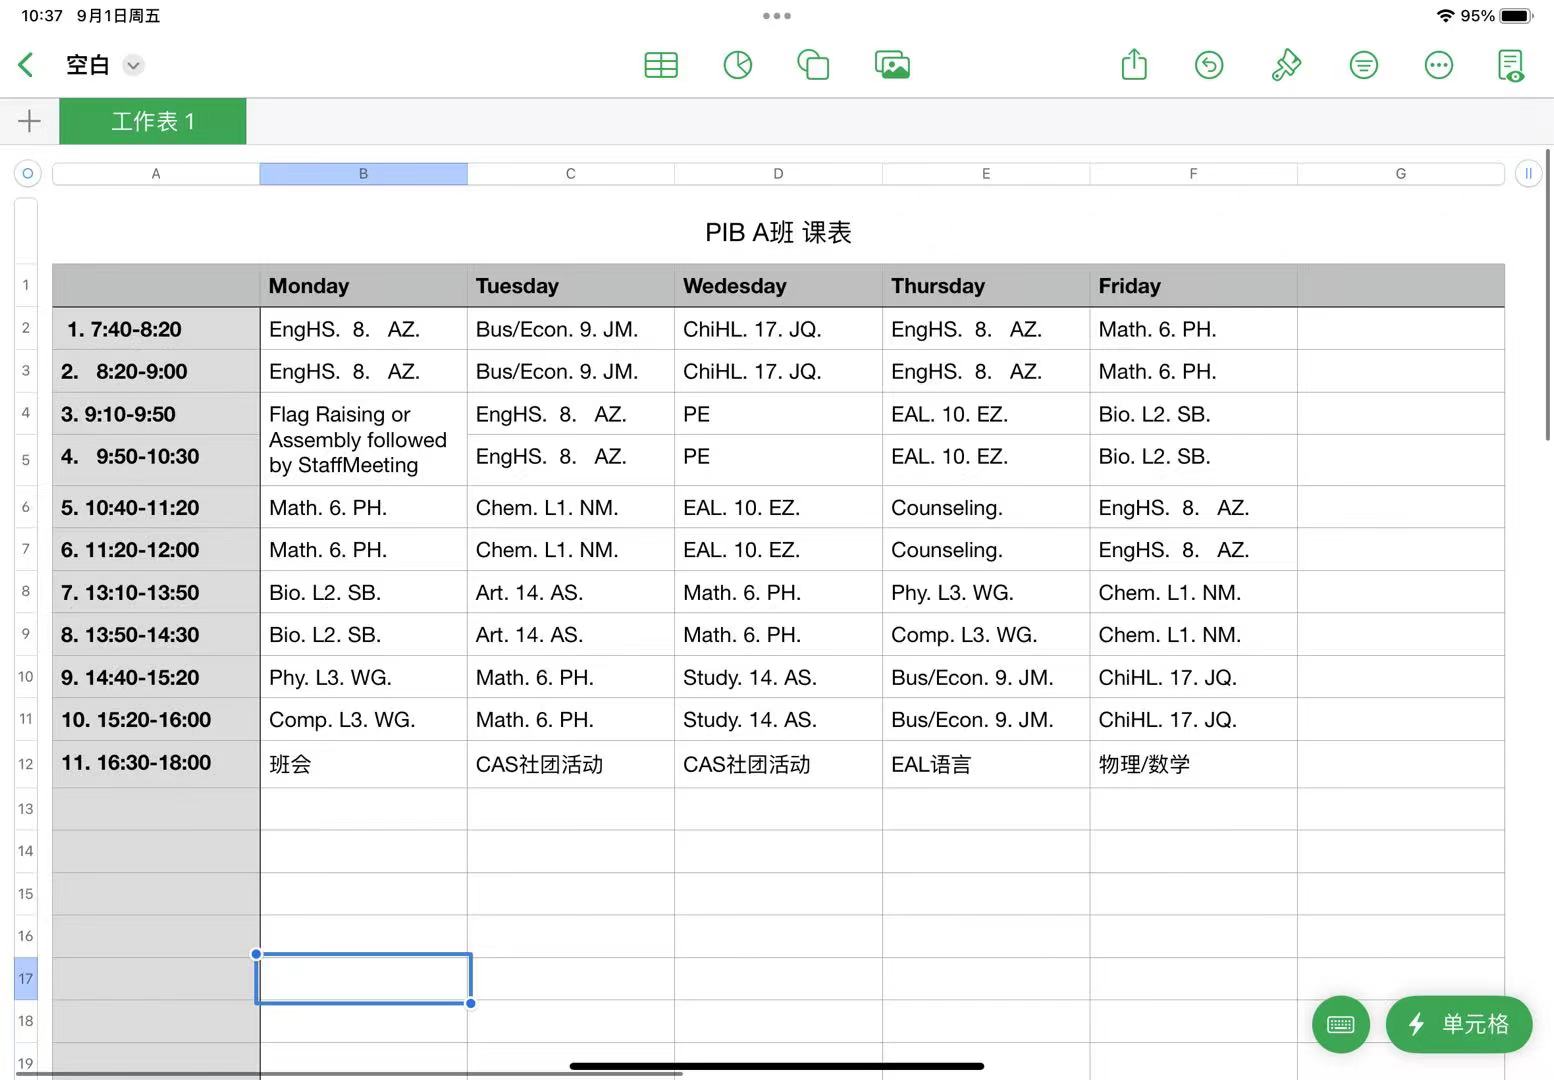 10:37 9月1日周五
95%
空白
工作表 1
A B C D E F G
PIB A班 课表
1 Monday Tuesday Wedesday Thursday Friday
2 1. 7:40-8:20 EngHS. 8. AZ. Bus/Econ. 9. JM. ChiHL. 17. JQ. EngHS. 8. AZ. Math. 6. PH.
3 2. 8:20-9:00 EngHS. 8. AZ. Bus/Econ. 9. JM. ChiHL. 17. JQ. EngHS. 8. AZ. Math. 6. PH.
4 3. 9:10-9:50 Flag Raising or EngHS. 8. AZ. PE EAL. 10. EZ. Bio. L2. SB.
Assembly followed
5 4. 9:50-10:30 by StaffMeeting EngHS. 8. AZ. PE EAL. 10. EZ. Bio. L2. SB.
6 5. 10:40-11:20 Math. 6. PH. Chem. L1. NM. EAL. 10. EZ. Counseling. EngHS. 8. AZ.
7 6. 11:20-12:00 Math. 6. PH. Chem. L1. NM. EAL. 10. EZ. Counseling. EngHS. 8. AZ.
8 7. 13:10-13:50 Bio. L2. SB. Art. 14. AS. Math. 6. PH. Phy. L3. WG. Chem. L1. NM.
9 8. 13:50-14:30 Bio. L2. SB. Art. 14. AS. Math. 6. PH. Comp. L3. WG. Chem. L1. NM.
10 9. 14:40-15:20 Phy. L3. WG. Math. 6. PH. Study. 14. AS. Bus/Econ. 9. JM. ChiHL. 17. JQ.
11 10. 15:20-16:00 Comp. L3. WG. Math. 6. PH. Study. 14. AS. Bus/Econ. 9. JM. ChiHL. 17. JQ.
12 11. 16:30-18:00 班会 CAS社团活动 CAS社团活动 EAL语言 物理/数学
13
14
15
16
17
18
19
单元格